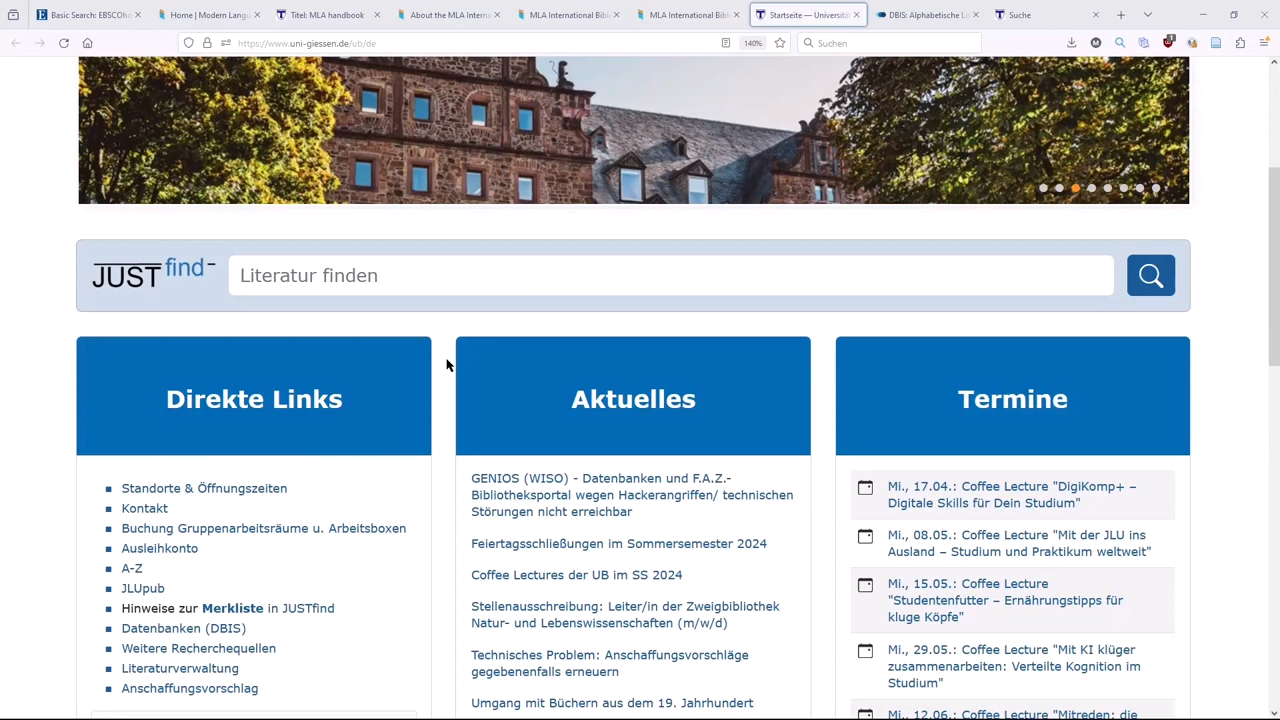 Basic Search: EBSCOh
Home | Modern Langu
Titel: MLA handbook
About the MLA Interna
MLA International Bibl
MLA International Bibl
Startseite — Universitä
DBIS: Alphabetische Li
Suche
https://www.uni-giessen.de/ub/de
140%
Suchen
JUSTfind
Literatur finden
Direkte Links
Standorte & Öffnungszeiten
Kontakt
Buchung Gruppenarbeitsräume u. Arbeitsboxen
Ausleihkonto
A-Z
JLUpub
Hinweise zur Merkliste in JUSTfind
Datenbanken (DBIS)
Weitere Recherchequellen
Literaturverwaltung
Anschaffungsvorschlag
Aktuelles
GENIOS (WISO) - Datenbanken und F.A.Z.-
Bibliotheksportal wegen Hackerangriffen/ technischen
Störungen nicht erreichbar
Feiertagsschließungen im Sommersemester 2024
Coffee Lectures der UB im SS 2024
Stellenausschreibung: Leiter/in der Zweigbibliothek
Natur- und Lebenswissenschaften (m/w/d)
Technisches Problem: Anschaffungsvorschläge
gegebenenfalls erneuern
Umgang mit Büchern aus dem 19. Jahrhundert
Termine
Mi., 17.04.: Coffee Lecture "DigiKomp+ –
Digitale Skills für Dein Studium"
Mi., 08.05.: Coffee Lecture "Mit der JLU ins
Ausland – Studium und Praktikum weltweit"
Mi., 15.05.: Coffee Lecture
"Studentenfutter – Ernährungstipps für
kluge Köpfe"
Mi., 29.05.: Coffee Lecture "Mit KI klüger
zusammenarbeiten: Verteilte Kognition im
Studium"
Mi., 12.06.: Coffee Lecture "Mitreden: die